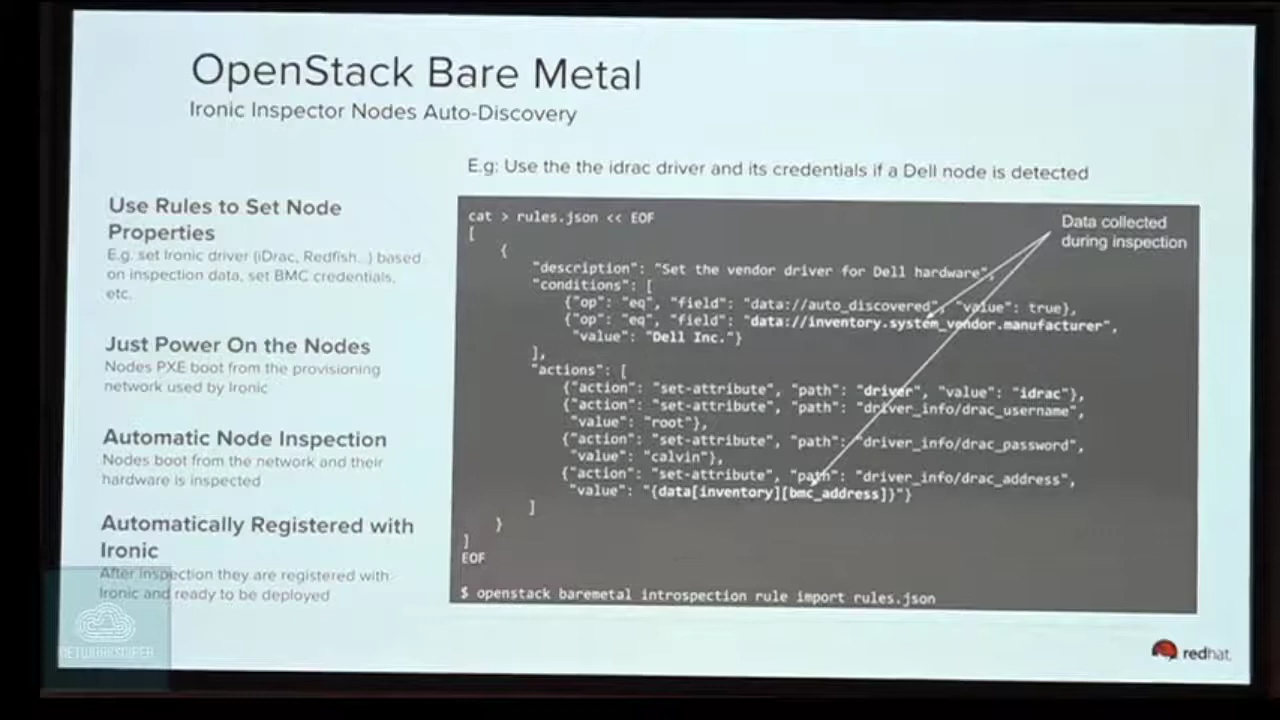 OpenStack Bare Metal
Ironic Inspector Nodes Auto-Discovery
E.g: Use the the idrac driver and its credentials if a Dell node is detected
Use Rules to Set Node
Properties
E.g. set Ironic driver (iDrac, Redfish...) based
on inspection data, set BMC credentials,
etc.
Just Power On the Nodes
Nodes PXE boot from the provisioning
network used by Ironic
Automatic Node Inspection
Nodes boot from the network and their
hardware is inspected
Automatically Registered with
Ironic
After inspection they are registered with
Ironic and ready to be deployed
Data collected
during inspection
cat > rules.json << EOF
[
{
"description": "Set the vendor driver for Dell hardware",
"conditions": [
{"op": "eq", "field": "data://auto_discovered", "value": true},
{"op": "eq", "field": "data://inventory.system_vendor.manufacturer",
"value": "Dell Inc."}
],
"actions": [
{"action": "set-attribute", "path": "driver", "value": "idrac"},
{"action": "set-attribute", "path": "driver_info/drac_username",
"value": "root"},
{"action": "set-attribute", "path": "driver_info/drac_password",
"value": "calvin"},
{"action": "set-attribute", "path": "driver_info/drac_address",
"value": "{data[inventory][bmc_address]}"}
]
}
]
EOF
$ openstack baremetal introspection rule import rules.json
redhat.